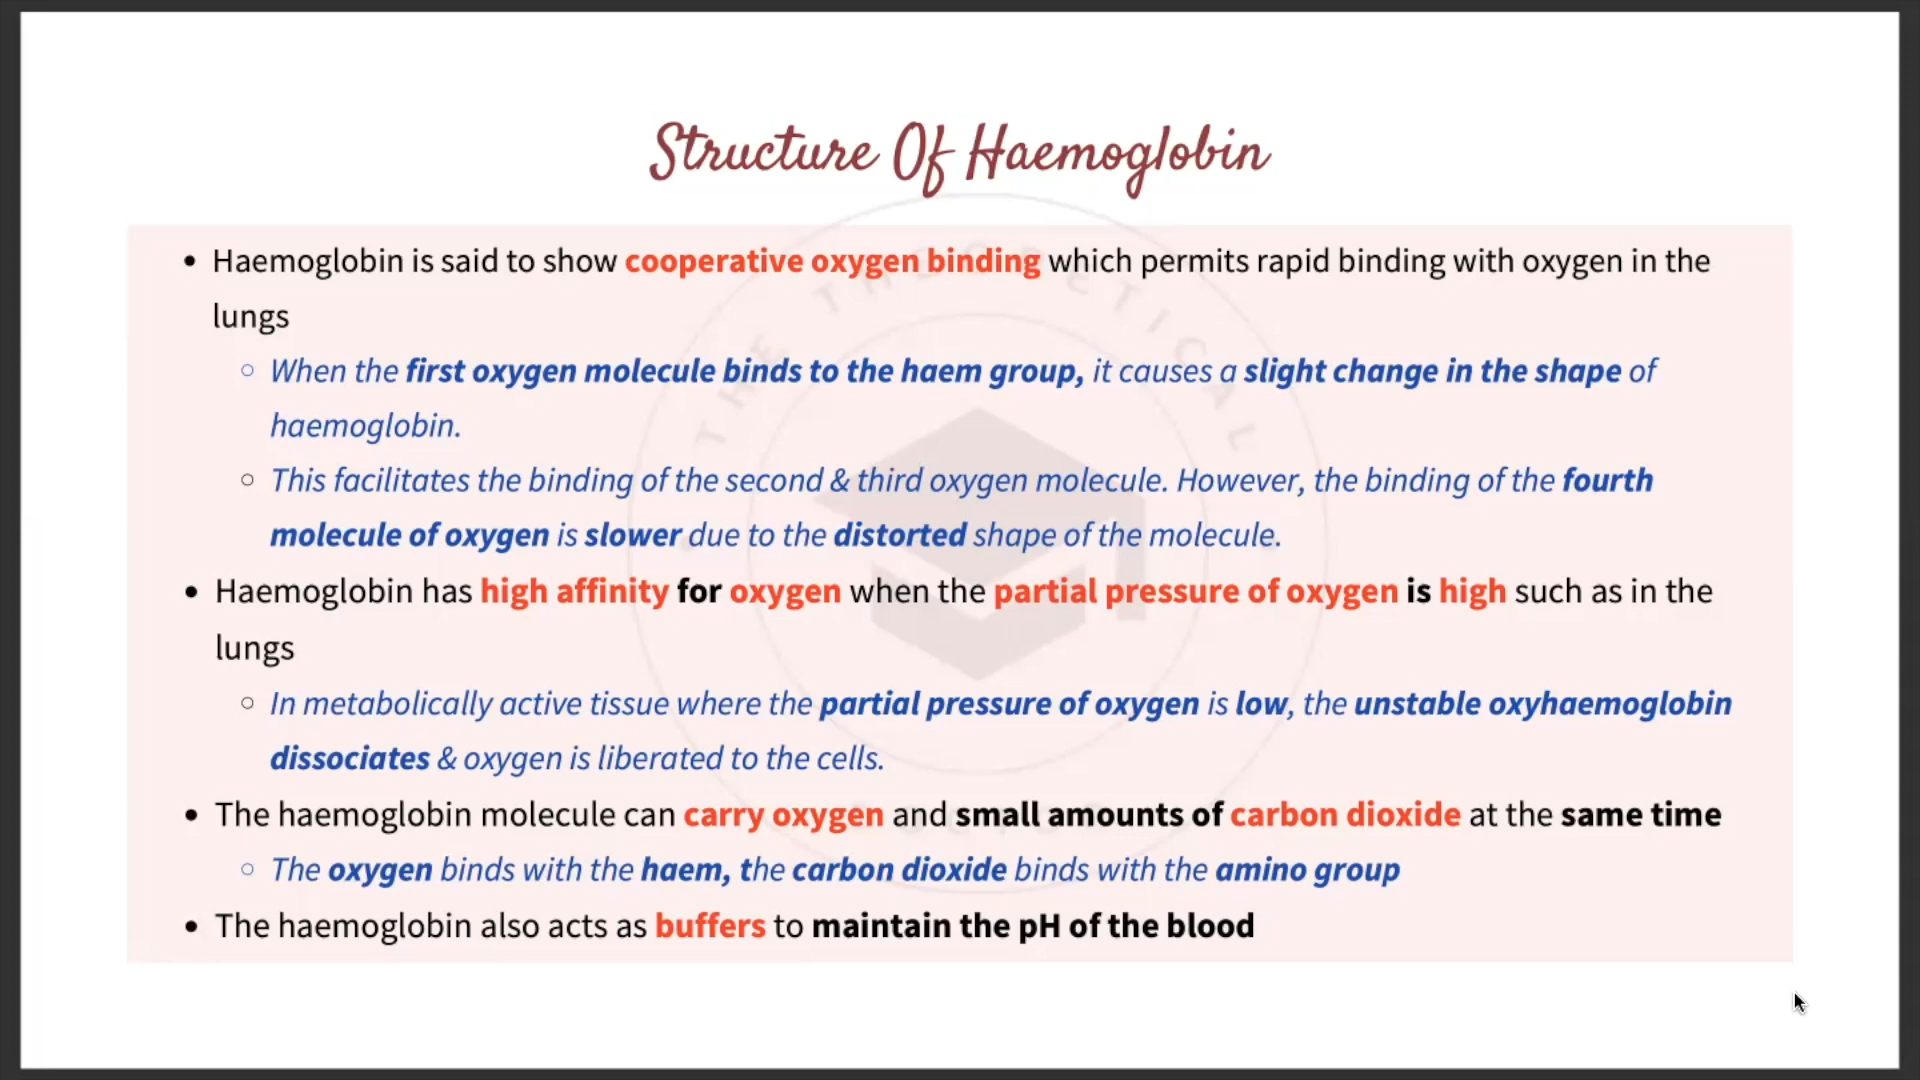 Structure Of Haemoglobin
• Haemoglobin is said to show cooperative oxygen binding which permits rapid binding with oxygen in the
lungs
○ When the first oxygen molecule binds to the haem group, it causes a slight change in the shape of
haemoglobin.
○ This facilitates the binding of the second & third oxygen molecule. However, the binding of the fourth
molecule of oxygen is slower due to the distorted shape of the molecule.
• Haemoglobin has high affinity for oxygen when the partial pressure of oxygen is high such as in the
lungs
○ In metabolically active tissue where the partial pressure of oxygen is low, the unstable oxyhaemoglobin
dissociates & oxygen is liberated to the cells.
• The haemoglobin molecule can carry oxygen and small amounts of carbon dioxide at the same time
○ The oxygen binds with the haem, the carbon dioxide binds with the amino group
• The haemoglobin also acts as buffers to maintain the pH of the blood
THE THEORETICAL